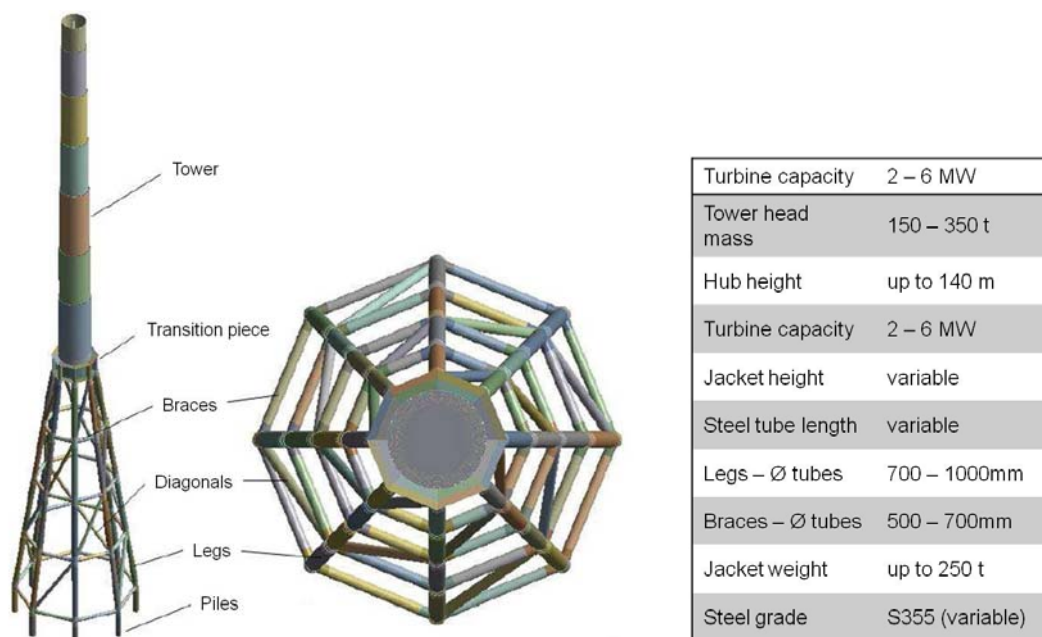 Tower
Transition piece
Braces
Diagonals
Legs
Piles
Turbine capacity 2 – 6 MW
Tower head
mass 150 – 350 t
Hub height up to 140 m
Turbine capacity 2 – 6 MW
Jacket height variable
Steel tube length variable
Legs – Ø tubes 700 – 1000mm
Braces – Ø tubes 500 – 700mm
Jacket weight up to 250 t
Steel grade S355 (variable)